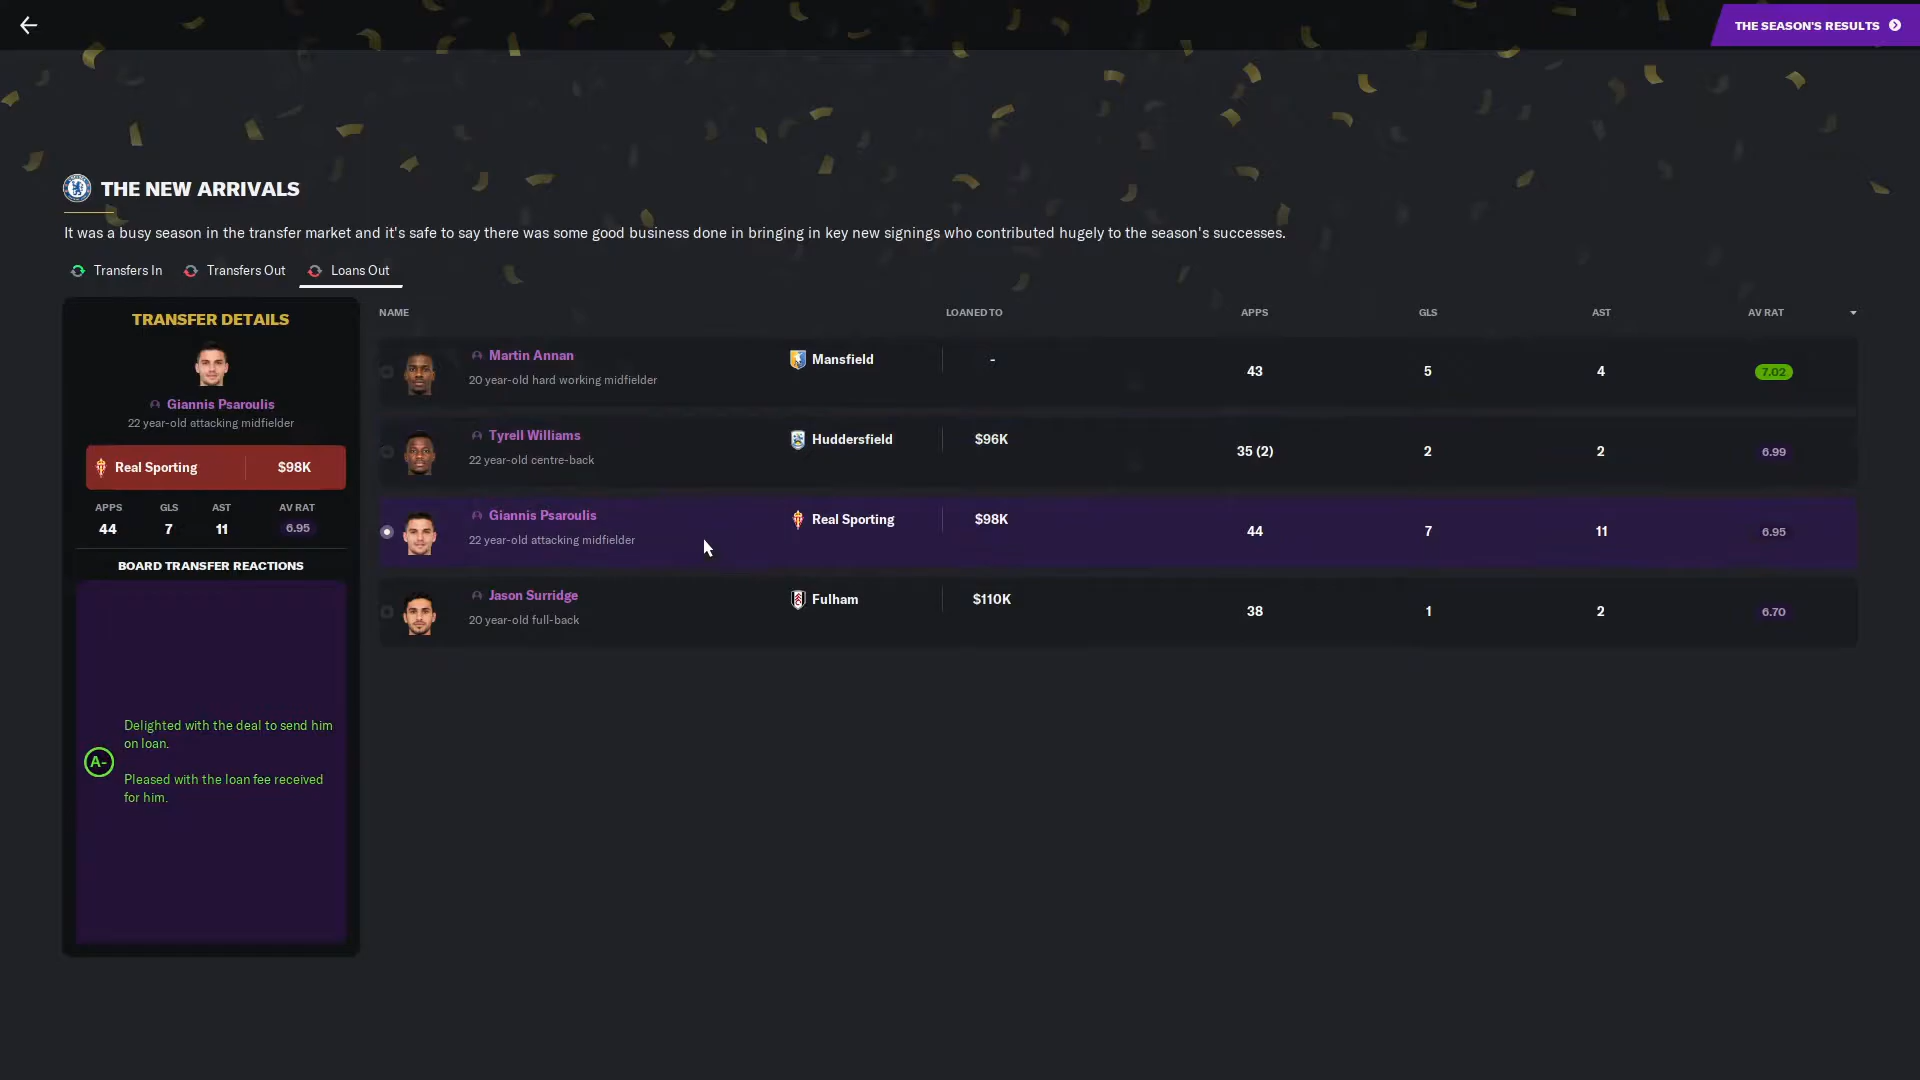 THE SEASON'S RESULTS
THE NEW ARRIVALS
It was a busy season in the transfer market and it's safe to say there was some good business done in bringing in key new signings who contributed hugely to the season's successes.
Transfers In Transfers Out Loans Out
TRANSFER DETAILS
Giannis Psaroulis
22 year-old attacking midfielder
Real Sporting $98K
APPS GLS AST AV RAT
44 7 11 6.95
BOARD TRANSFER REACTIONS
A-
Delighted with the deal to send him
on loan.
Pleased with the loan fee received
for him.
NAME LOANED TO APPS GLS AST AV RAT
Martin Annan Mansfield - 43 5 4 7.02
20 year-old hard working midfielder
Tyrell Williams Huddersfield $96K 35 (2) 2 2 6.99
22 year-old centre-back
Giannis Psaroulis Real Sporting $98K 44 7 11 6.95
22 year-old attacking midfielder
Jason Surridge Fulham $110K 38 1 2 6.70
20 year-old full-back